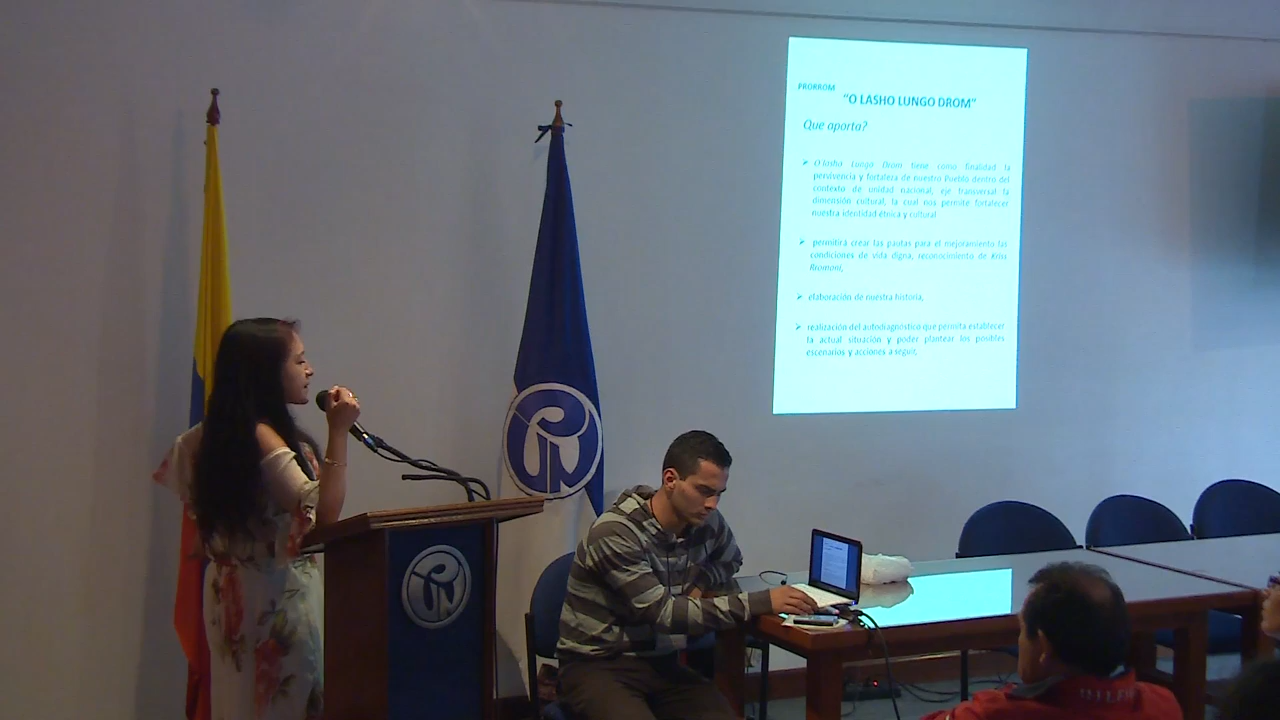 PRORROM
"O LASHO LUNGO DROM"
Que aporta?
O lasho Lungo Drom tiene como finalidad la
pervivencia y fortaleza de nuestro Pueblo dentro del
contexto de unidad nacional, eje transversal la
dimensión cultural, la cual nos permite fortalecer
nuestra identidad étnica y cultural.
permitirá crear las pautas para el mejoramiento las
condiciones de vida digna, reconocimiento de Kriss
Rromani,
elaboración de nuestra historia,
realización del autodiagnóstico que permita establecer
la actual situación y poder plantear los posibles
escenarios y acciones a seguir,